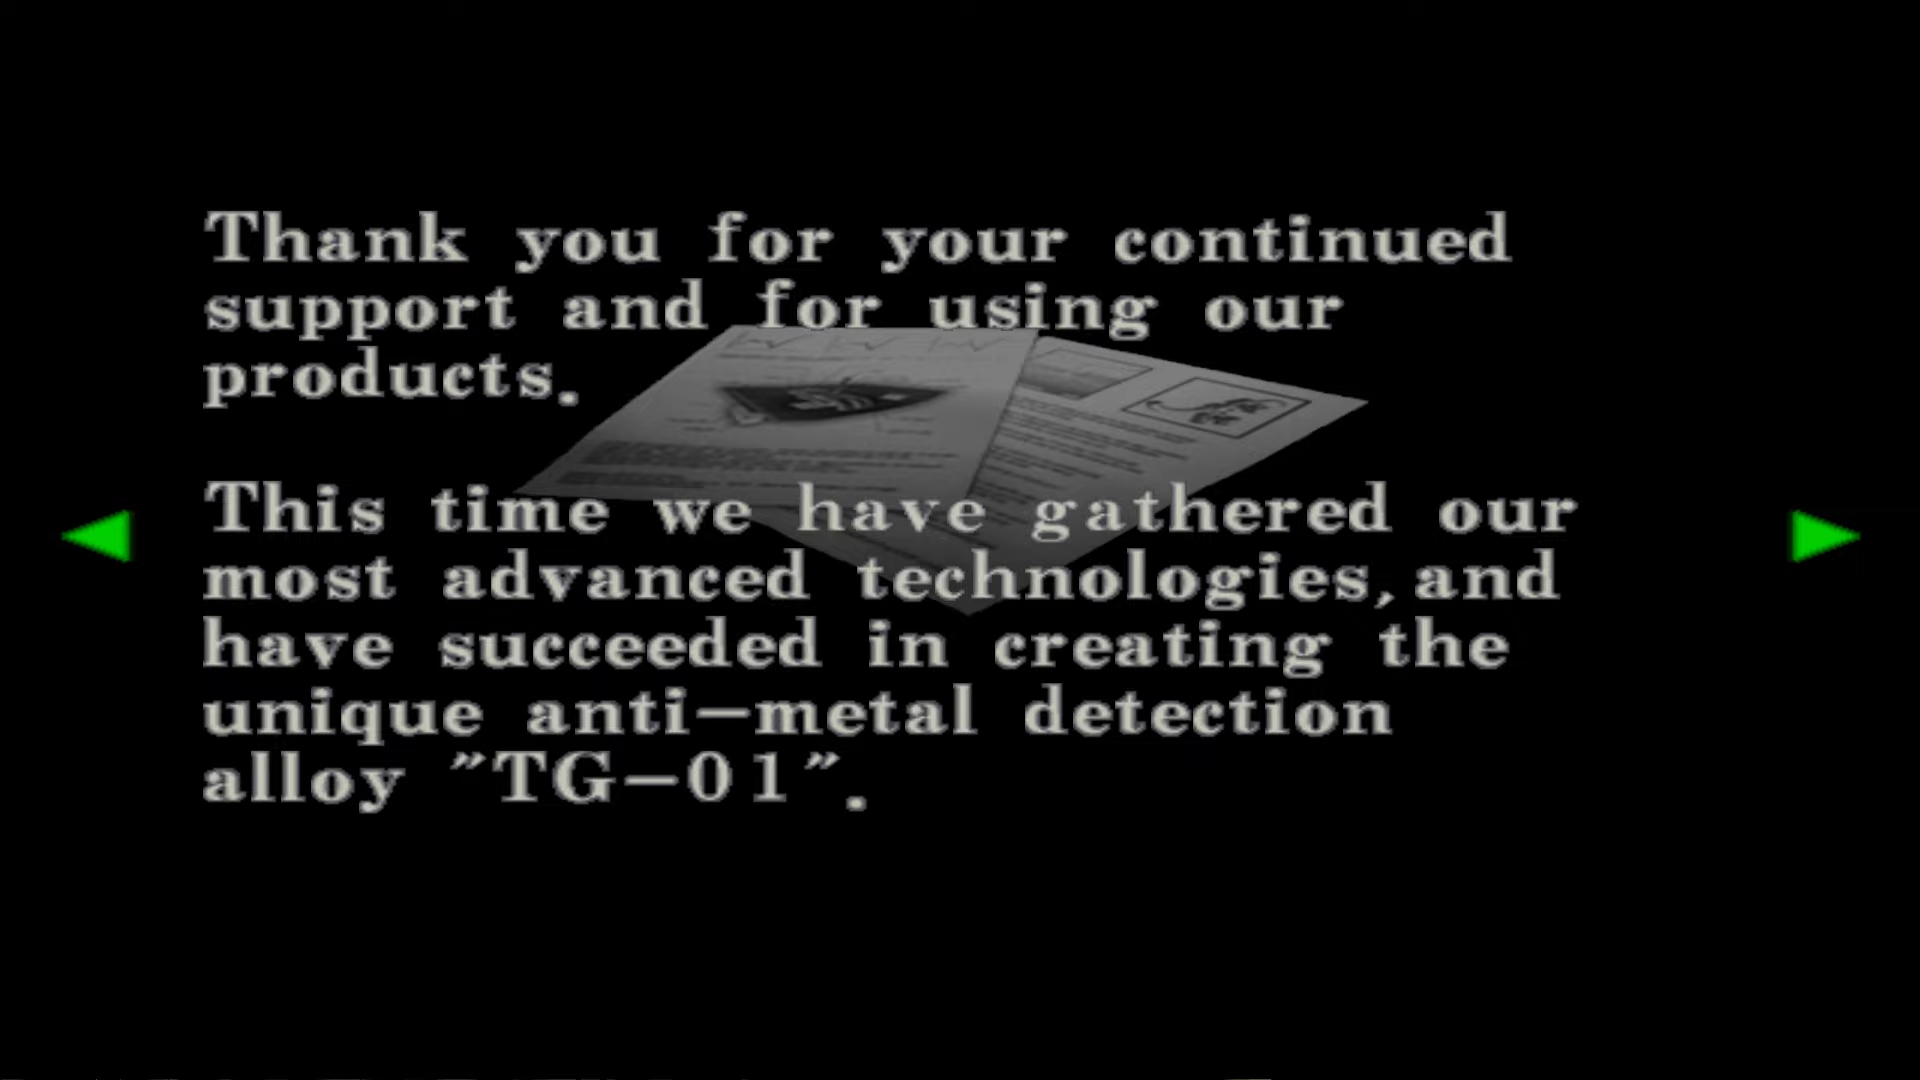 Thank you for your continued
support and for using our
products.
This time we have gathered our
most advanced technologies, and
have succeeded in creating the
unique anti-metal detection
alloy "TG-01".